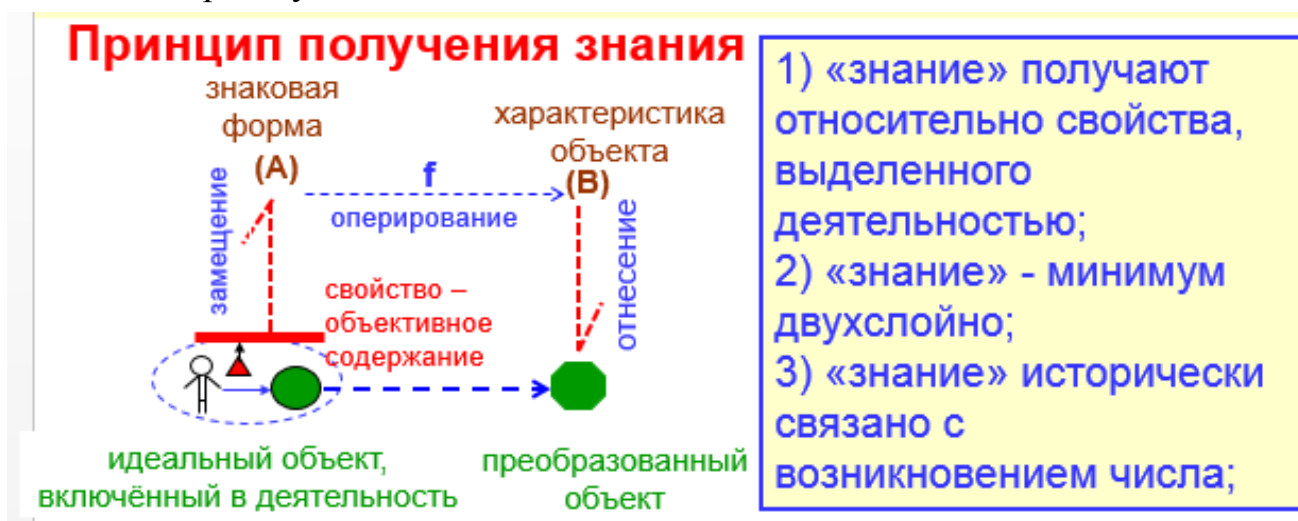 Принцип получения знания
знаковая
форма
(А)
характеристика
объекта
(В)
f
оперирование
замещение
отнесение
свойство –
объективное
содержание
идеальный объект,
включённый в деятельность
преобразованный
объект
1) «знание» получают
относительно свойства,
выделенного
деятельностью;
2) «знание» - минимум
двухслойно;
3) «знание» исторически
связано с
возникновением числа;